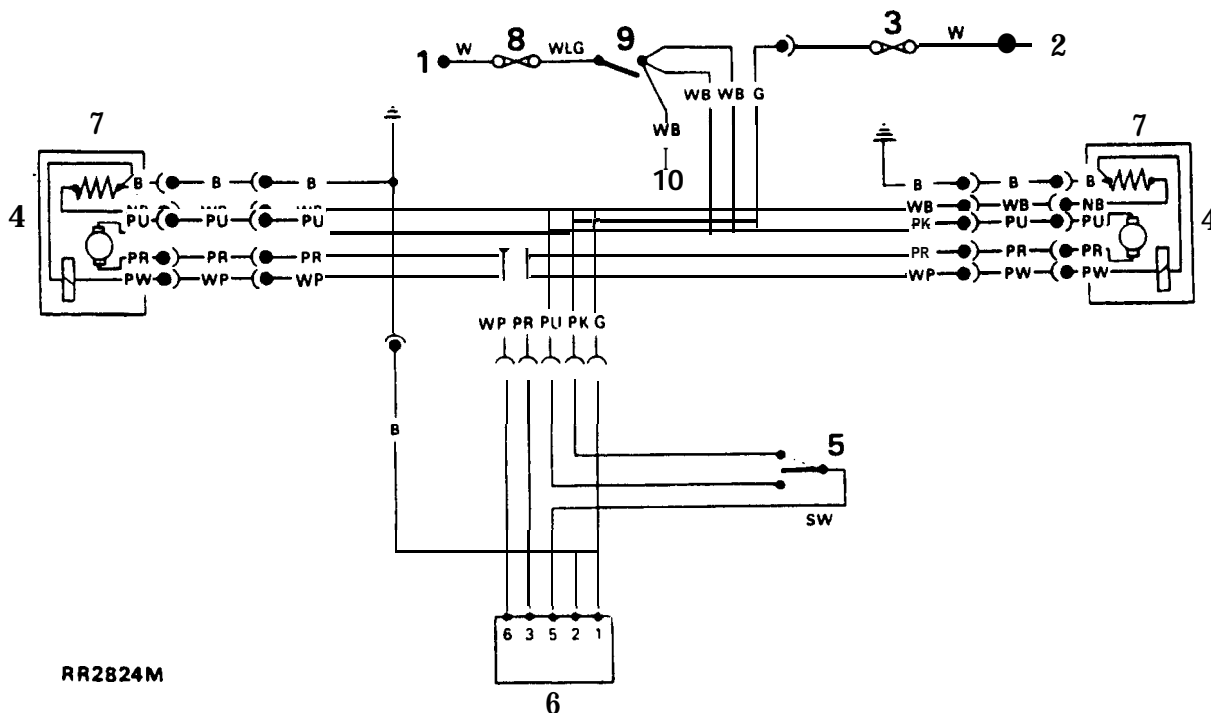 1 W 8 WLG 9 3 W 2
WB WB G
WB
10
7 7
4 4
B B B B B B
WB WB NB
PU PU PU PK PU PU
PR PR PR PR PR PR
PW WP WP WP PW PW
WP PR PU PK G
B
5
SW
6 3 5 2 1
RR2824M
6